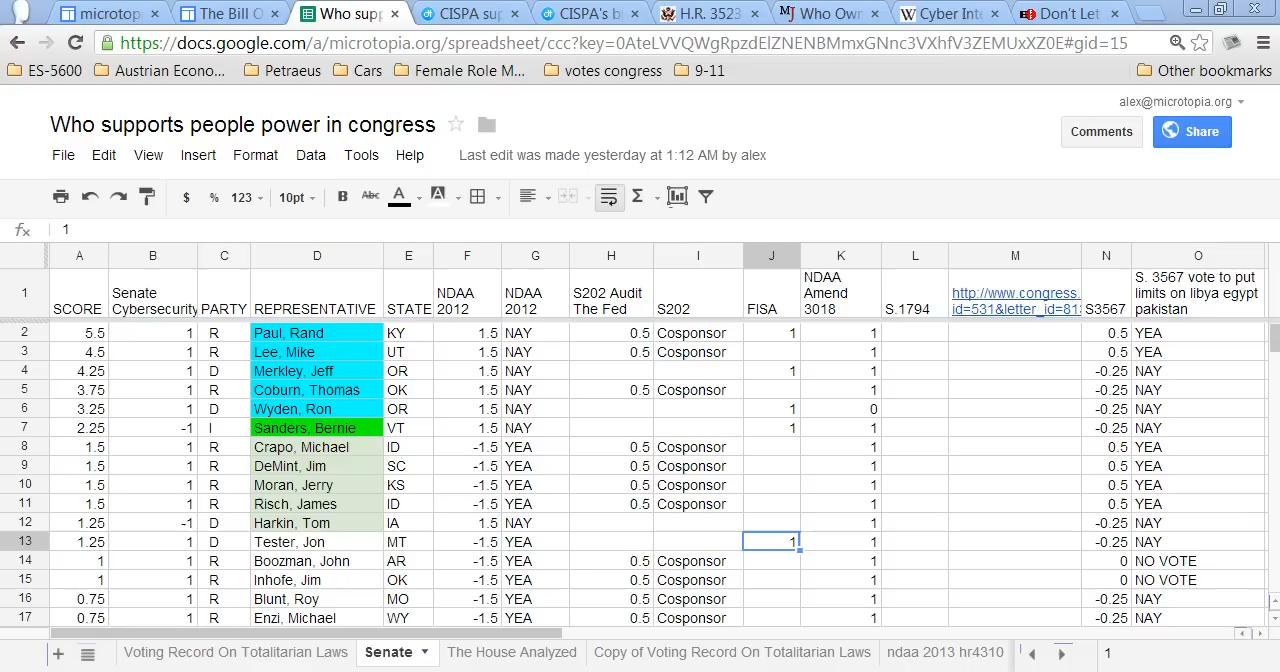 microtop The Bill O Who supp CISPA sup CISPA's b H.R. 3523 MJ Who Own W Cyber Inte Don't Let
https://docs.google.com/a/microtopia.org/spreadsheet/ccc?key=0AteLVVQWgRpzdElZNENBMmxGNnc3VXhfV3ZEMUxXZ0E#gid=15
ES-5600 Austrian Econo... Petraeus Cars Female Role M... votes congress 9-11 Other bookmarks
alex@microtopia.org
Who supports people power in congress
Comments Share
File Edit View Insert Format Data Tools Help Last edit was made yesterday at 1:12 AM by alex
$ % 123 10pt B Abc A A Σ
fx 1
A B C D E F G H I J K L M N O
1 SCORE Senate Cybersecurity PARTY REPRESENTATIVE STATE NDAA 2012 NDAA 2012 S202 Audit The Fed S202 FISA NDAA Amend 3018 S.1794 http://www.congress. id=531&letter_id=813 S3567 S. 3567 vote to put limits on libya egypt pakistan
2 5.5 1 R Paul, Rand KY 1.5 NAY 0.5 Cosponsor 1 1 0.5 YEA
3 4.5 1 R Lee, Mike UT 1.5 NAY 0.5 Cosponsor 1 0.5 YEA
4 4.25 1 D Merkley, Jeff OR 1.5 NAY 1 1 -0.25 NAY
5 3.75 1 R Coburn, Thomas OK 1.5 NAY 0.5 Cosponsor 1 -0.25 NAY
6 3.25 1 D Wyden, Ron OR 1.5 NAY 1 0 -0.25 NAY
7 2.25 -1 I Sanders, Bernie VT 1.5 NAY 1 1 -0.25 NAY
8 1.5 1 R Crapo, Michael ID -1.5 YEA 0.5 Cosponsor 1 0.5 YEA
9 1.5 1 R DeMint, Jim SC -1.5 YEA 0.5 Cosponsor 1 0.5 YEA
10 1.5 1 R Moran, Jerry KS -1.5 YEA 0.5 Cosponsor 1 0.5 YEA
11 1.5 1 R Risch, James ID -1.5 YEA 0.5 Cosponsor 1 0.5 YEA
12 1.25 -1 D Harkin, Tom IA 1.5 NAY 1 -0.25 NAY
13 1.25 1 D Tester, Jon MT -1.5 YEA 1 1 -0.25 NAY
14 1 1 R Boozman, John AR -1.5 YEA 0.5 Cosponsor 1 0 NO VOTE
15 1 1 R Inhofe, Jim OK -1.5 YEA 0.5 Cosponsor 1 0 NO VOTE
16 0.75 1 R Blunt, Roy MO -1.5 YEA 0.5 Cosponsor 1 -0.25 NAY
17 0.75 1 R Enzi, Michael WY -1.5 YEA 0.5 Cosponsor 1 -0.25 NAY
+ Voting Record On Totalitarian Laws Senate The House Analyzed Copy of Voting Record On Totalitarian Laws ndaa 2013 hr4310 1